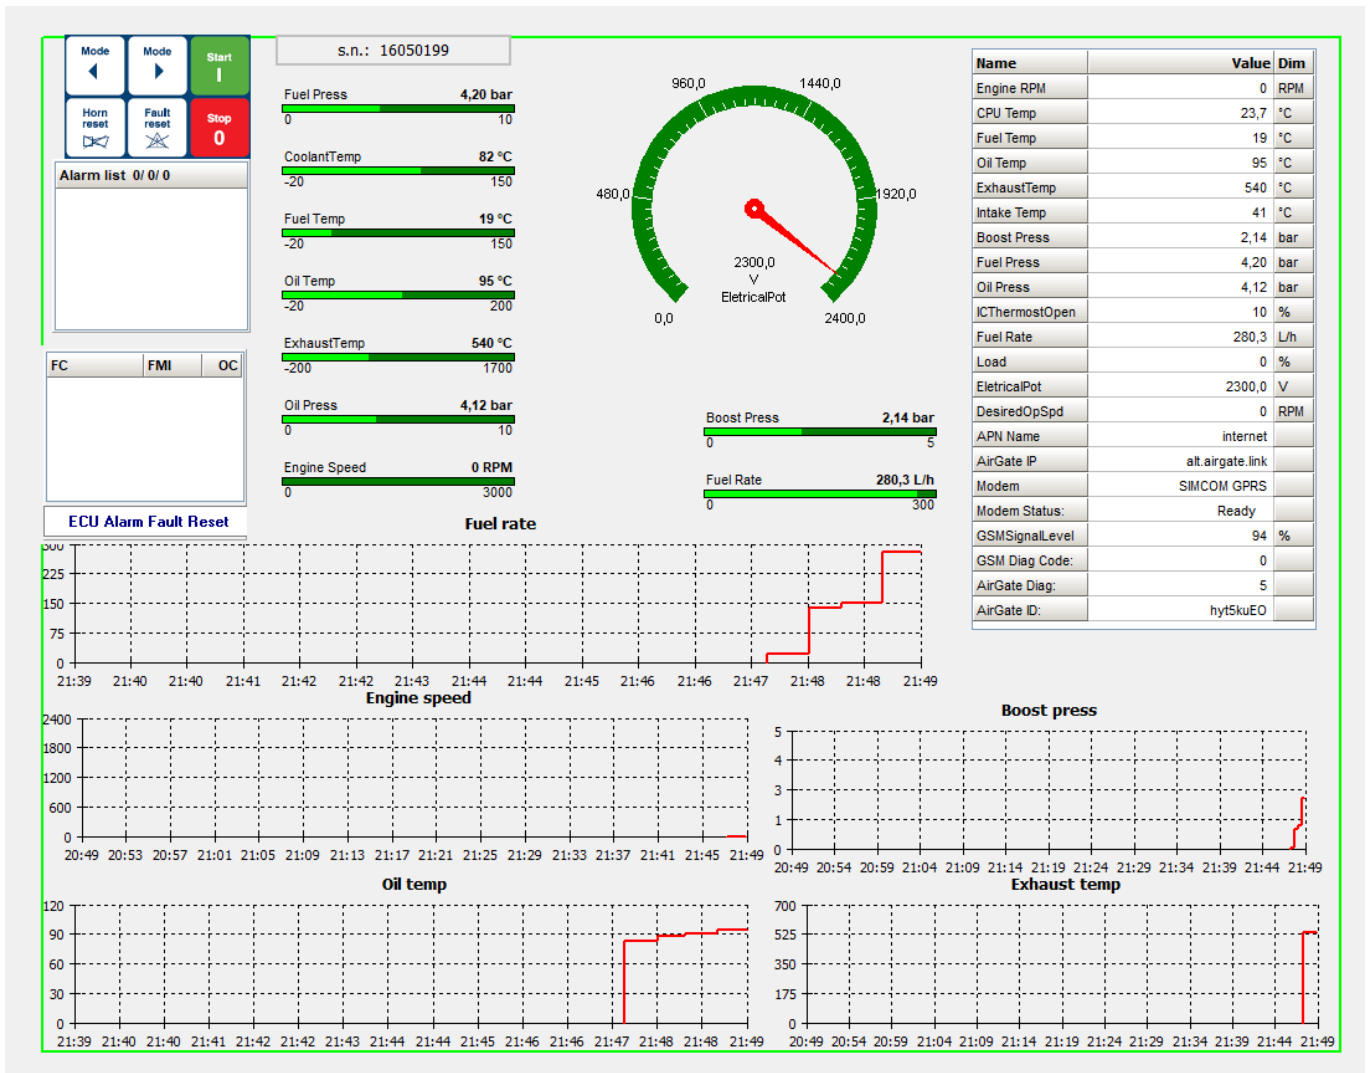 Mode
Mode
Start
I
Horn
reset
Fault
reset
Stop
0
Alarm list 0/ 0/ 0
FC FMI OC
ECU Alarm Fault Reset
s.n.: 16050199
Fuel Press 4,20 bar
0 10
CoolantTemp 82 °C
-20 150
Fuel Temp 19 °C
-20 150
Oil Temp 95 °C
-20 200
ExhaustTemp 540 °C
-200 1700
Oil Press 4,12 bar
0 10
Engine Speed 0 RPM
0 3000
960,0 1440,0
480,0 1920,0
2300,0
V
EletricalPot
0,0 2400,0
Boost Press 2,14 bar
0 5
Fuel Rate 280,3 L/h
0 300
Name Value Dim
Engine RPM 0 RPM
CPU Temp 23,7 °C
Fuel Temp 19 °C
Oil Temp 95 °C
ExhaustTemp 540 °C
Intake Temp 41 °C
Boost Press 2,14 bar
Fuel Press 4,20 bar
Oil Press 4,12 bar
ICThermostOpen 10 %
Fuel Rate 280,3 L/h
Load 0 %
EletricalPot 2300,0 V
DesiredOpSpd 0 RPM
APN Name internet
AirGate IP alt.airgate.link
Modem SIMCOM GPRS
Modem Status: Ready
GSMSignalLevel 94 %
GSM Diag Code: 0
AirGate Diag: 5
AirGate ID: hyt5kuEO
Fuel rate
300
225
150
75
0
21:39 21:40 21:40 21:41 21:42 21:42 21:43 21:44 21:44 21:45 21:46 21:46 21:47 21:48 21:48 21:49
Engine speed
2400
1800
1200
600
0
20:49 20:53 20:57 21:01 21:05 21:09 21:13 21:17 21:21 21:25 21:29 21:33 21:37 21:41 21:45 21:49
Boost press
5
4
3
1
0
20:49 20:54 20:59 21:04 21:09 21:14 21:19 21:24 21:29 21:34 21:39 21:44 21:49
Oil temp
120
90
60
30
0
21:39 21:40 21:40 21:41 21:42 21:42 21:43 21:44 21:44 21:45 21:46 21:46 21:47 21:48 21:48 21:49
Exhaust temp
700
525
350
175
0
20:49 20:54 20:59 21:04 21:09 21:14 21:19 21:24 21:29 21:34 21:39 21:44 21:49